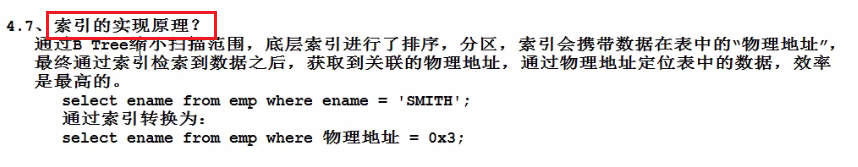 4.7、索引的实现原理?
通过B Tree缩小扫描范围，底层索引进行了排序，分区，索引会携带数据在表中的“物理地址”，
最终通过索引检索到数据之后，获取到关联的物理地址，通过物理地址定位表中的数据，效率
是最高的。
select ename from emp where ename = 'SMITH';
通过索引转换为:
select ename from emp where 物理地址 = 0x3;